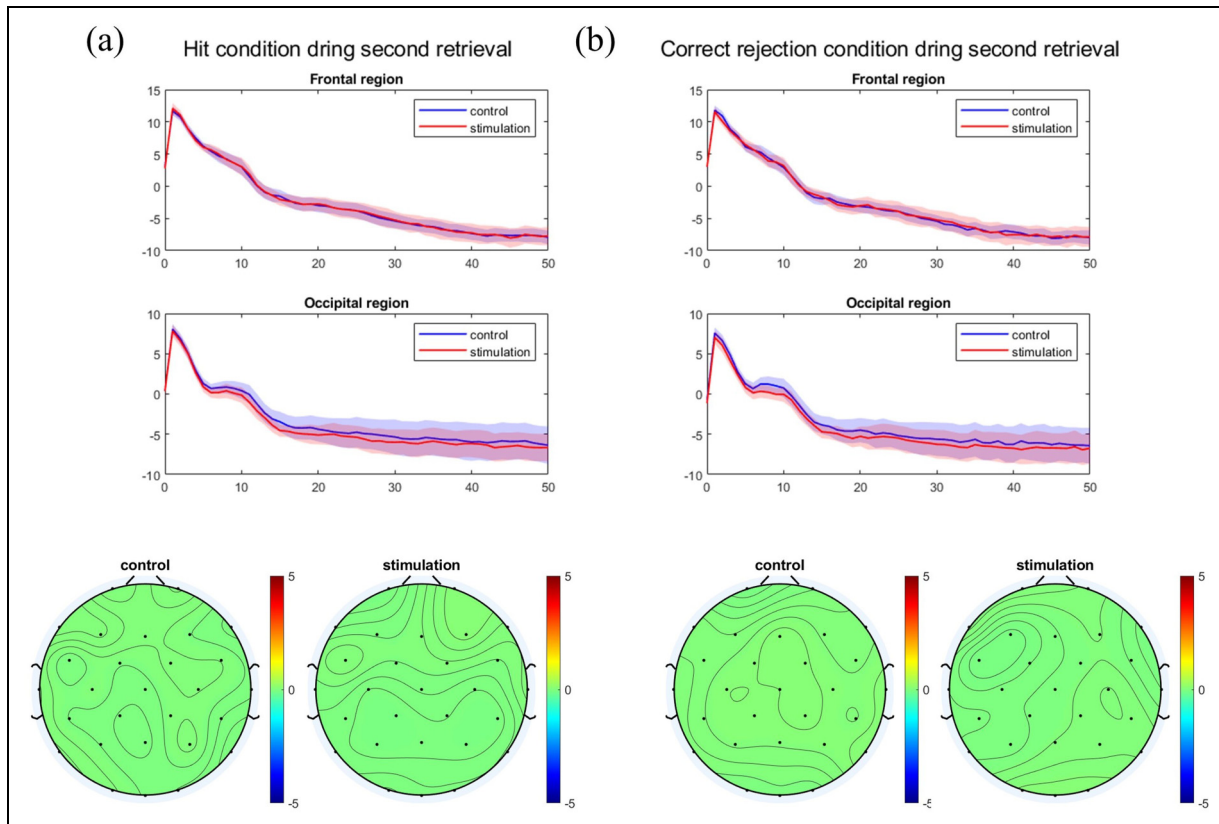 (a)
Hit condition dring second retrieval
Frontal region
15
10
5
0
-5
-10
0
10
20
30
40
50
control
stimulation
Occipital region
10
5
0
-5
-10
0
10
20
30
40
50
control
stimulation
control
5
0
-5
stimulation
5
0
-5
(b)
Correct rejection condition dring second retrieval
Frontal region
15
10
5
0
-5
-10
0
10
20
30
40
50
control
stimulation
Occipital region
10
5
0
-5
-10
0
10
20
30
40
50
control
stimulation
control
5
0
-5
stimulation
5
0
-5